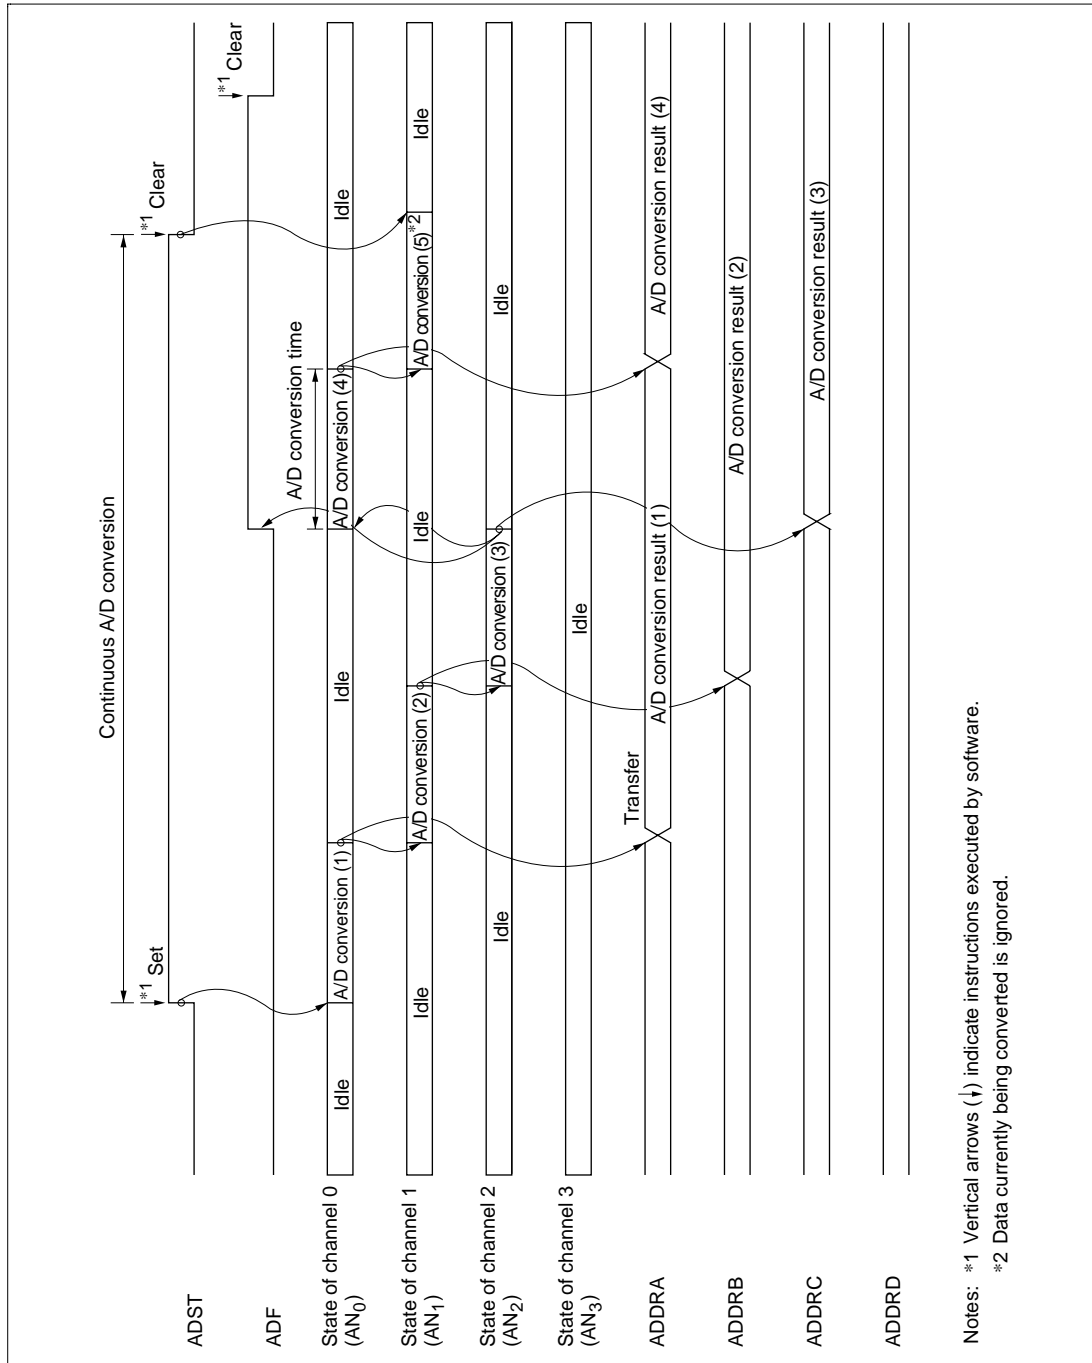 Continuous A/D conversion
*1 Set
*1 Clear
ADST
*1 Clear
ADF
A/D conversion time
State of channel 0
(AN0)
Idle
A/D conversion (1)
Idle
A/D conversion (4)
Idle
State of channel 1
(AN1)
Idle
A/D conversion (2)
Idle
A/D conversion (5)*2
Idle
State of channel 2
(AN2)
Idle
A/D conversion (3)
Idle
State of channel 3
(AN3)
Idle
Transfer
ADDRA
A/D conversion result (1)
A/D conversion result (4)
ADDRB
A/D conversion result (2)
ADDRC
A/D conversion result (3)
ADDRD
Notes: *1 Vertical arrows (↓) indicate instructions executed by software.
*2 Data currently being converted is ignored.